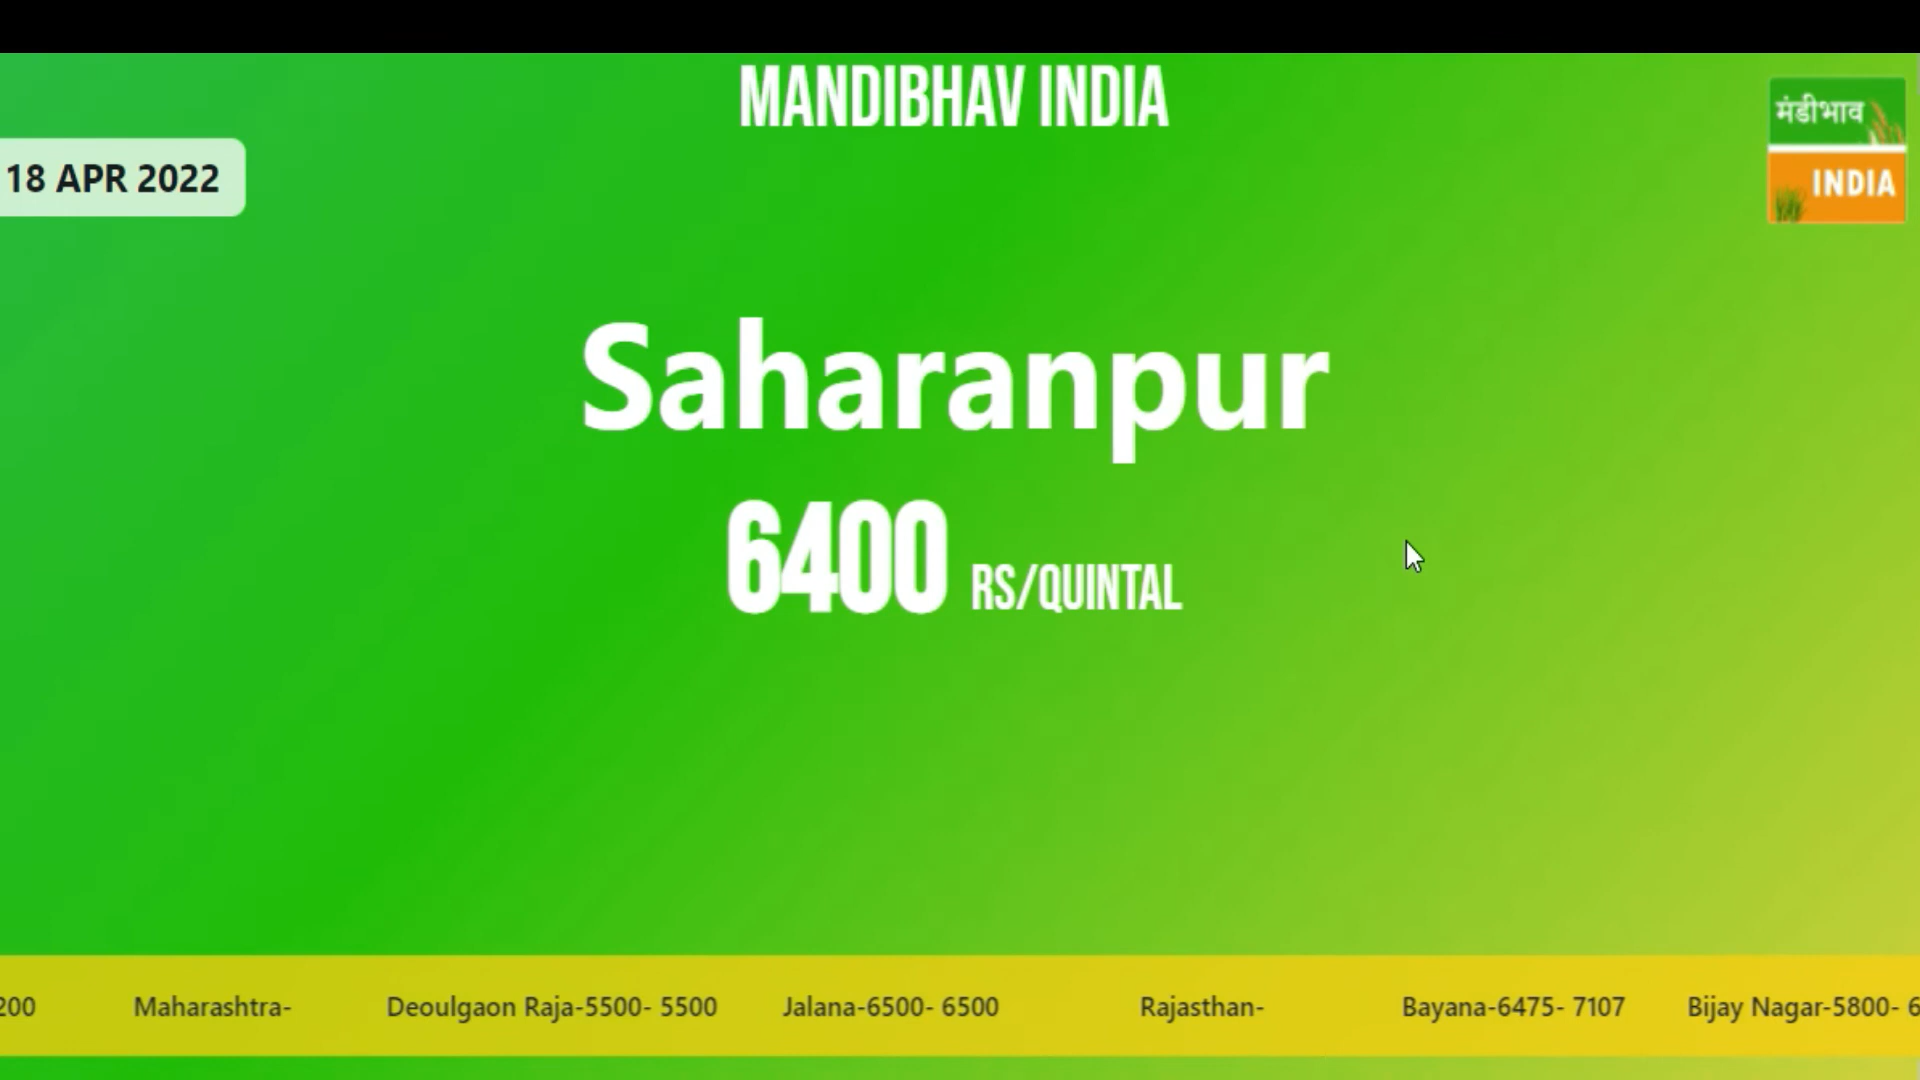 MANDIBHAV INDIA
मंडीभाव
INDIA
18 APR 2022
Saharanpur
6400 RS/QUINTAL
200 Maharashtra- Deoulgaon Raja-5500- 5500 Jalana-6500- 6500 Rajasthan- Bayana-6475- 7107 Bijay Nagar-5800- 6